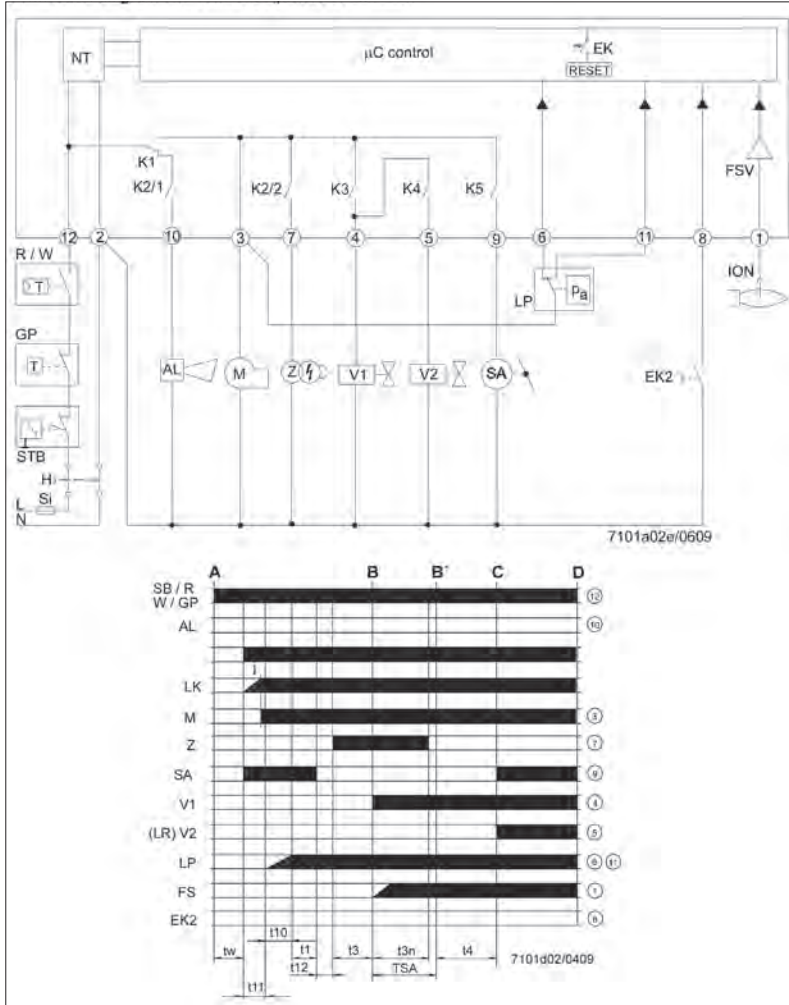 NT
µC control
EK
RESET
FSV
K1
K2/1
K2/2
K3
K4
K5
12
2
10
3
7
4
5
9
6
11
8
1
R / W
T
LP
Pa
ION
GP
T
AL
M
Z
V1
V2
SA
EK2
STB
H
Si
L
N
7101a02e/0609
A
B
B'
C
D
SB / R
W / GP
12
AL
10
LK
M
3
Z
7
SA
9
V1
4
(LR) V2
5
LP
6
11
FS
1
EK2
t10
tw
t1
t3
t3n
t4
7101d02/0409
t12
TSA
t11